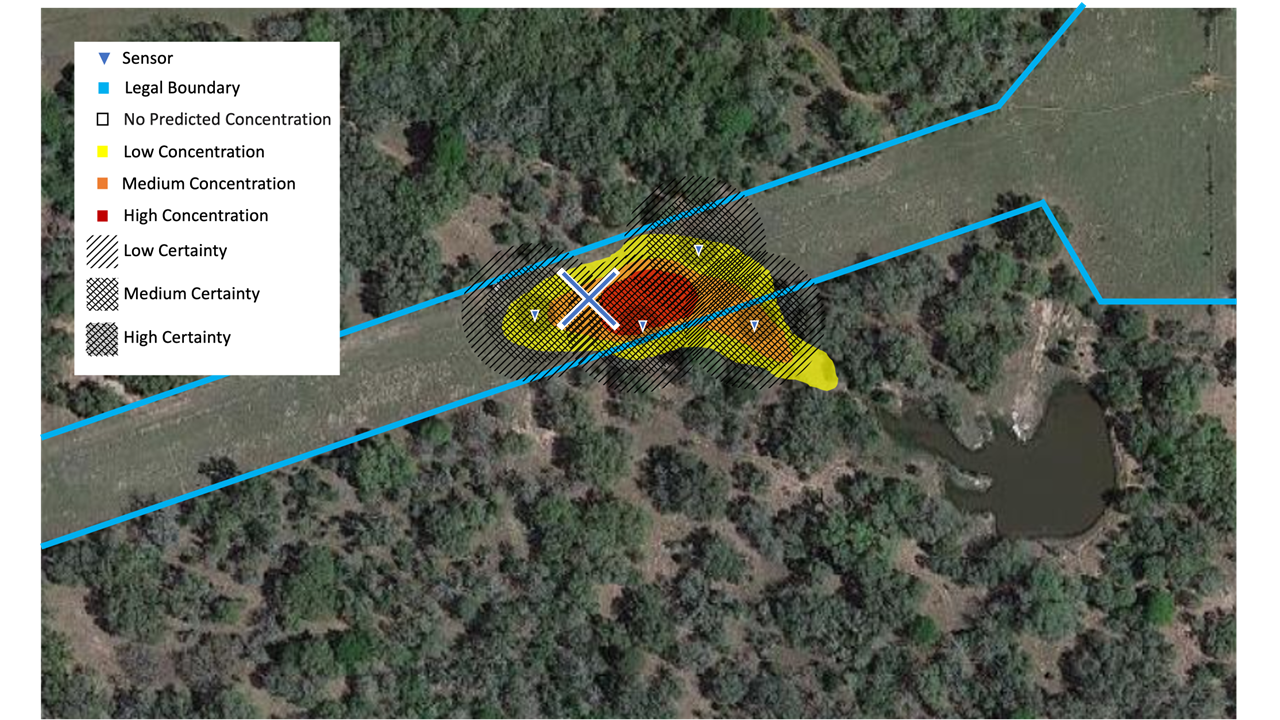 Sensor
Legal Boundary
No Predicted Concentration
Low Concentration
Medium Concentration
High Concentration
Low Certainty
Medium Certainty
High Certainty